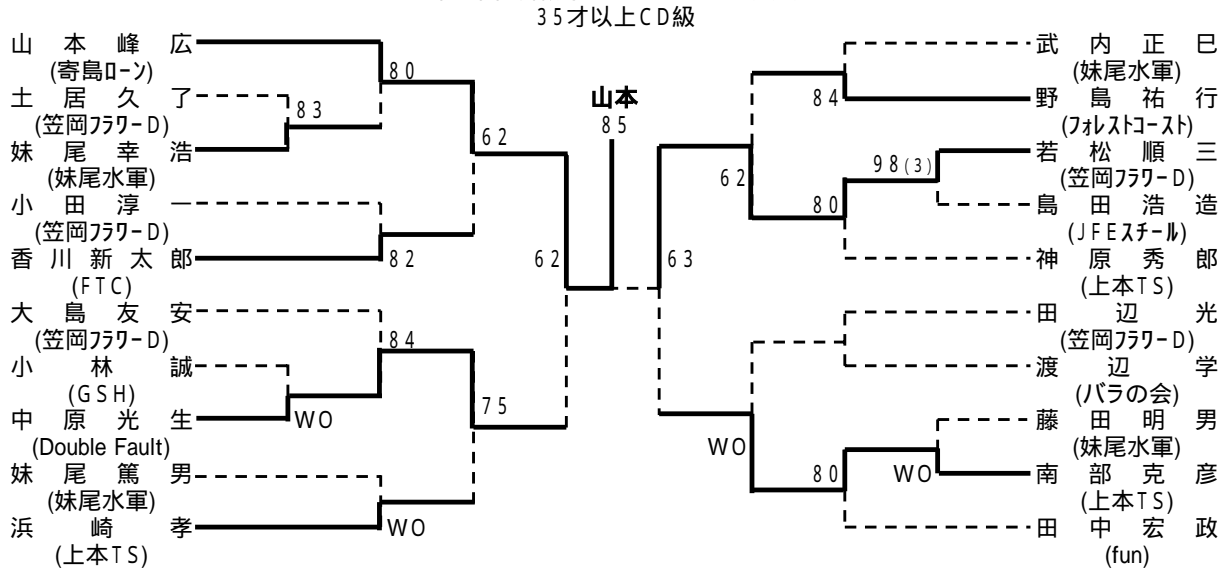 35才以上CD級
山本峰広
(寄島ローン)
土居久了
(笠岡フラワーD)
妹尾幸浩
(妹尾水軍)
小田淳一
(笠岡フラワーD)
香川新太郎
(FTC)
大島友安
(笠岡フラワーD)
小林誠
(GSH)
中原光生
(Double Fault)
妹尾篤男
(妹尾水軍)
浜崎孝
(上本TS)
80
83
62
82
62
84
WO
75
WO
山本
85
63
62
84
98(3)
80
WO
80
WO
武内正巳
(妹尾水軍)
野島祐行
(フォレストコースト)
若松順三
(笠岡フラワーD)
島田浩造
(JFEスチール)
神原秀郎
(上本TS)
田辺光
(笠岡フラワーD)
渡辺学
(バラの会)
藤田明男
(妹尾水軍)
南部克彦
(上本TS)
田中宏政
(fun)